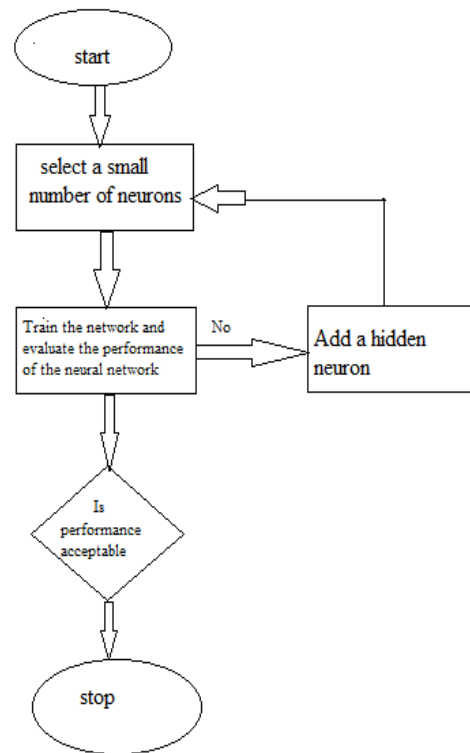 start
select a small
number of neurons
Train the network and
evaluate the performance
of the neural network
No
Add a hidden
neuron
Is
performance
acceptable
stop